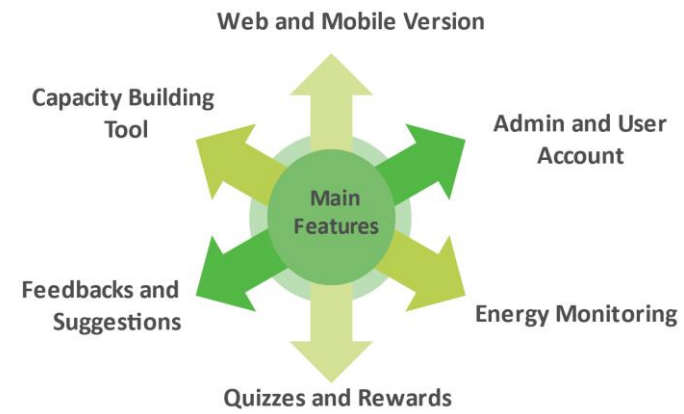 Web and Mobile Version
Capacity Building
Tool
Admin and User
Account
Main
Features
Feedbacks and
Suggestions
Energy Monitoring
Quizzes and Rewards